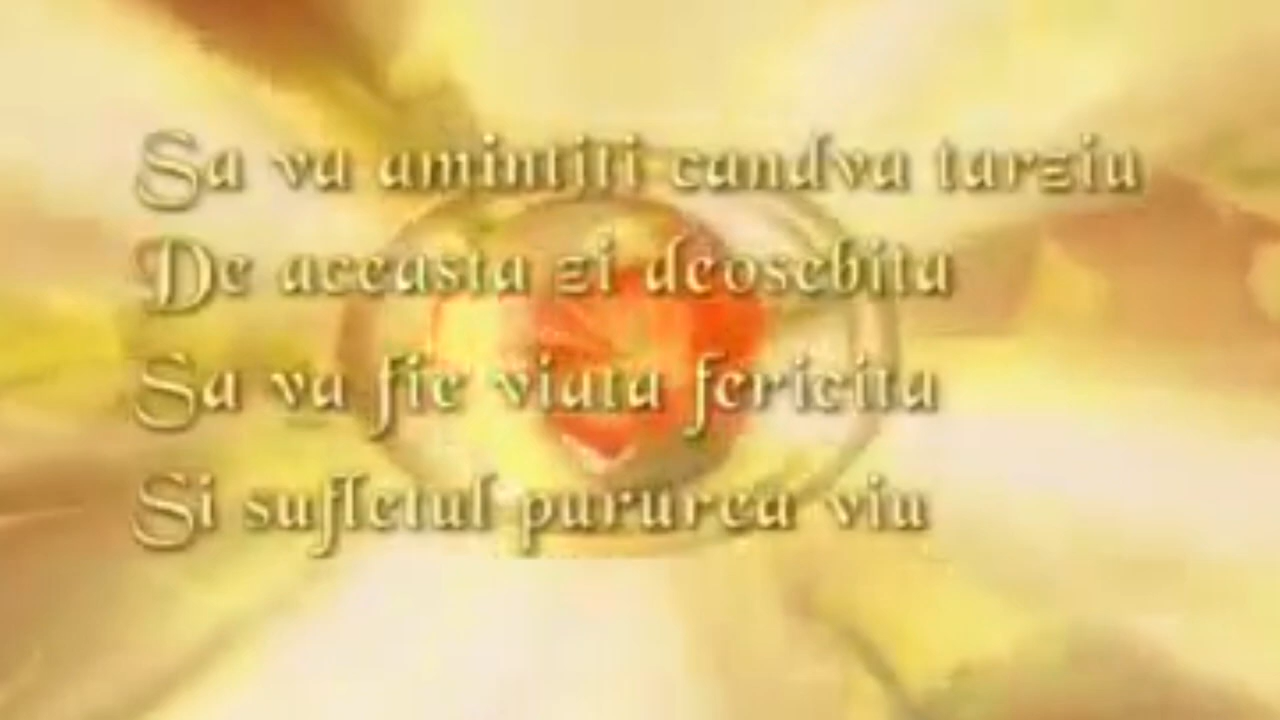 Sa va amintiti candva tarziu
De aceasta zi deosebita
Sa va fie viata fericita
Si sufletul pururea viu